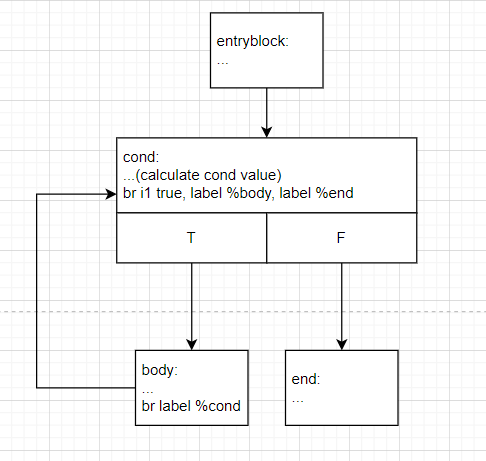 entryblock:
...
cond:
...(calculate cond value)
br i1 true, label %body, label %end
T
F
body:
...
br label %cond
end:
...